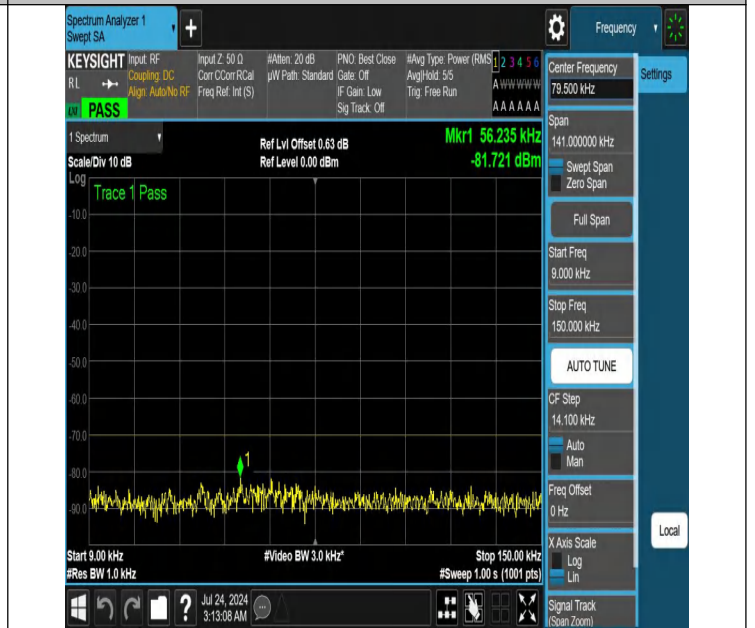 Spectrum Analyzer 1
Swept SA
+
Frequency
KEYSIGHT
Input: RF
Coupling: DC
Align: Auto/No RF
Input Z: 50 Ω
Corr CCorr RCal
Freq Ref: Int (S)
#Atten: 20 dB
µW Path: Standard
PNO: Best Close
Gate: Off
IF Gain: Low
Sig Track: Off
#Avg Type: Power (RMS
Avg|Hold: 5/5
Trig: Free Run
1 2 3 4 5 6
A W W W W W
A A A A A A
R L
PASS
1 Spectrum
Scale/Div 10 dB
Ref Lvl Offset 0.63 dB
Ref Level 0.00 dBm
Mkr1 56.235 kHz
-81.721 dBm
Log
Trace 1 Pass
-10.0
-20.0
-30.0
-40.0
-50.0
-60.0
-70.0
-80.0
-90.0
1
Start 9.00 kHz
#Res BW 1.0 kHz
#Video BW 3.0 kHz*
Stop 150.00 kHz
#Sweep 1.00 s (1001 pts)
?
Jul 24, 2024
3:13:08 AM
Center Frequency
79.500 kHz
Settings
Span
141.000000 kHz
Swept Span
Zero Span
Full Span
Start Freq
9.000 kHz
Stop Freq
150.000 kHz
AUTO TUNE
CF Step
14.100 kHz
Auto
Man
Freq Offset
0 Hz
Local
X Axis Scale
Log
Lin
Signal Track
(Span Zoom)